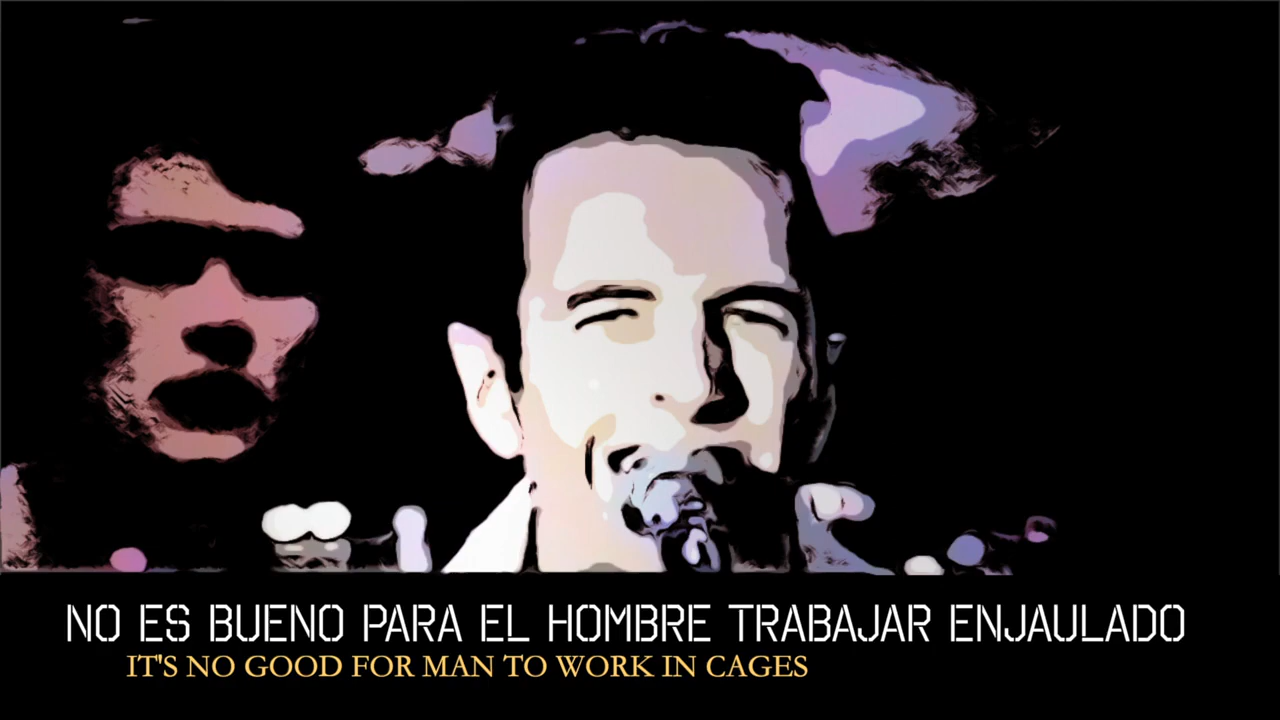 NO ES BUENO PARA EL HOMBRE TRABAJAR ENJAULADO
IT'S NO GOOD FOR MAN TO WORK IN CAGES